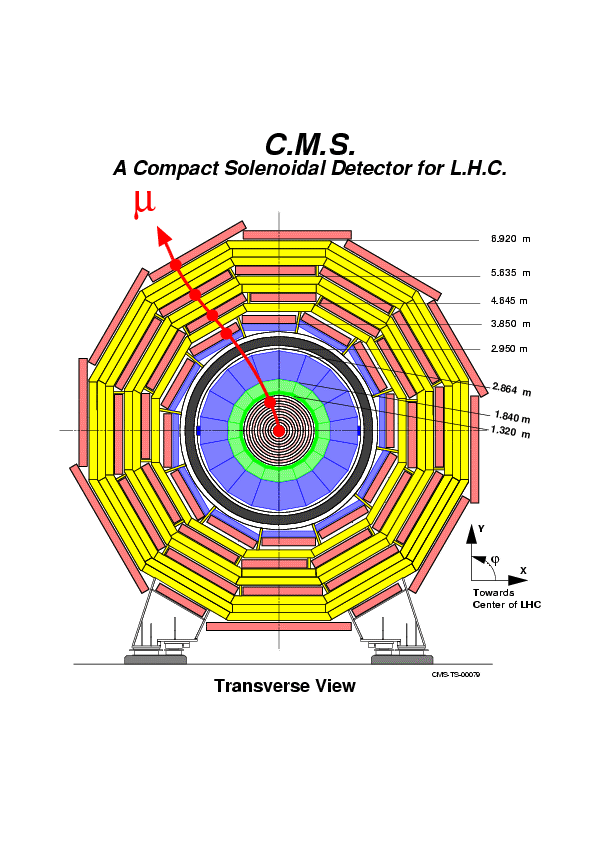 C.M.S.
A Compact Solenoidal Detector for L.H.C.
μ
6.920 m
5.635 m
4.645 m
3.850 m
2.950 m
2.864 m
1.840 m
1.320 m
Y
φ
X
Towards
Center of LHC
CMS-TS-00079
Transverse View